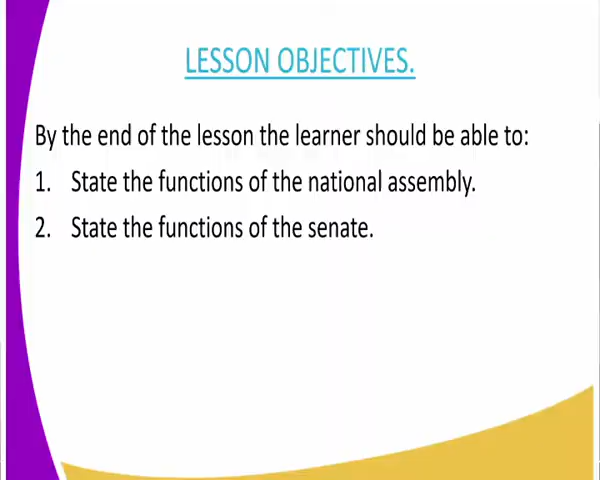 LESSON OBJECTIVES.
By the end of the lesson the learner should be able to:
1. State the functions of the national assembly.
2. State the functions of the senate.